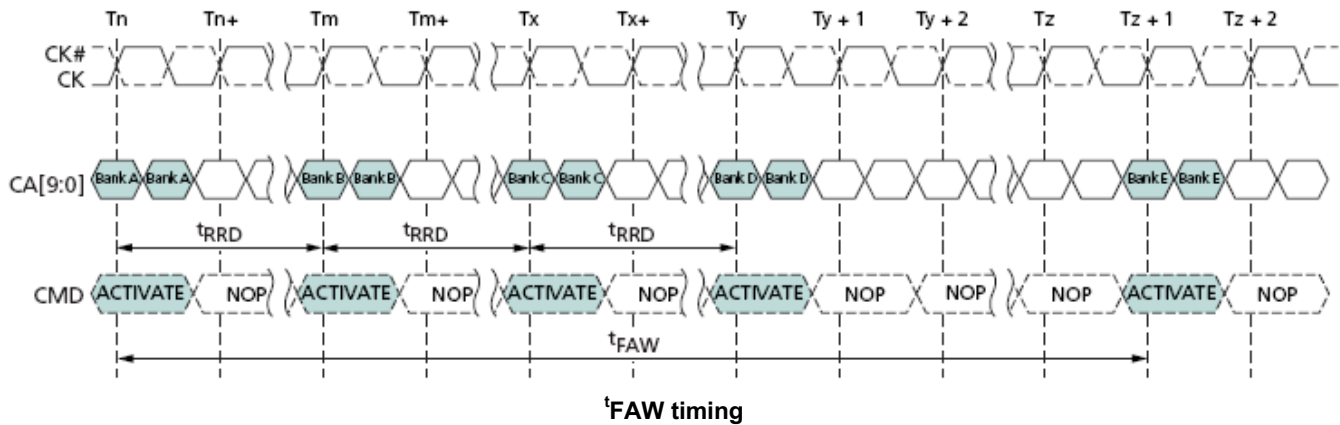 Tn Tn+ Tm Tm+ Tx Tx+ Ty Ty + 1 Ty + 2 Tz Tz + 1 Tz + 2
CK#
CK
CA[9:0] Bank A Bank A Bank B Bank B Bank C Bank C Bank D Bank D Bank E Bank E
tRRD tRRD tRRD
CMD ACTIVATE NOP ACTIVATE NOP ACTIVATE NOP ACTIVATE NOP NOP NOP ACTIVATE NOP
tFAW
tFAW timing